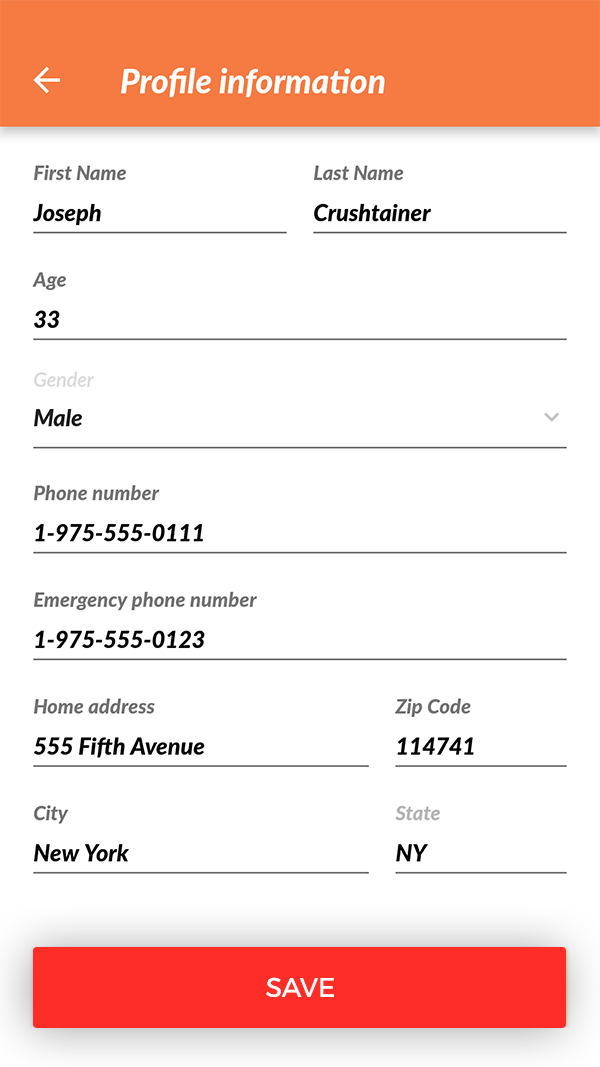 Profile information
First Name Last Name
Joseph Crushtainer
Age
33
Gender
Male
Phone number
1-975-555-0111
Emergency phone number
1-975-555-0123
Home address Zip Code
555 Fifth Avenue 114741
City State
New York NY
SAVE